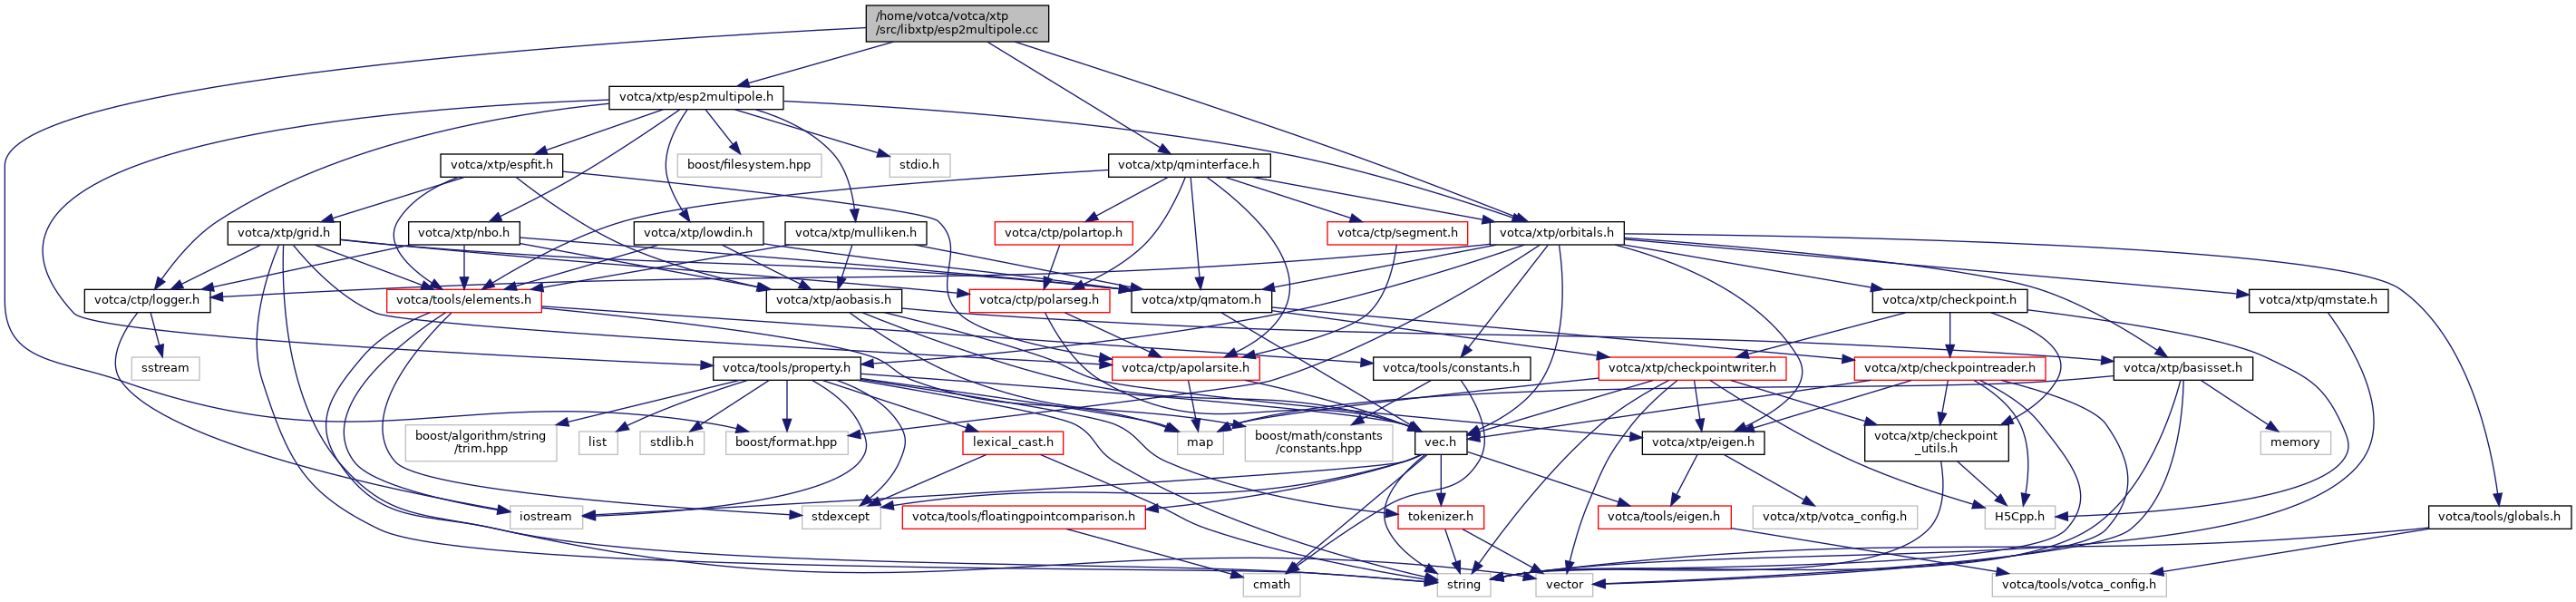 /home/votca/votca/xtp
/src/libxtp/esp2multipole.cc
votca/xtp/esp2multipole.h
votca/xtp/espfit.h
boost/filesystem.hpp
stdio.h
votca/xtp/qminterface.h
votca/xtp/grid.h
votca/xtp/nbo.h
votca/xtp/lowdin.h
votca/xtp/mulliken.h
votca/ctp/polartop.h
votca/ctp/segment.h
votca/xtp/orbitals.h
votca/ctp/logger.h
votca/tools/elements.h
votca/xtp/aobasis.h
votca/ctp/polarseg.h
votca/xtp/qmatom.h
votca/xtp/checkpoint.h
votca/xtp/qmstate.h
sstream
votca/tools/property.h
votca/ctp/apolarsite.h
votca/tools/constants.h
votca/xtp/checkpointwriter.h
votca/xtp/checkpointreader.h
votca/xtp/basisset.h
boost/algorithm/string
/trim.hpp
list
stdlib.h
boost/format.hpp
lexical_cast.h
map
boost/math/constants
/constants.hpp
vec.h
votca/xtp/eigen.h
votca/xtp/checkpoint
_utils.h
memory
iostream
stdexcept
votca/tools/floatingpointcomparison.h
tokenizer.h
votca/tools/eigen.h
votca/xtp/votca_config.h
H5Cpp.h
votca/tools/globals.h
cmath
string
vector
votca/tools/votca_config.h